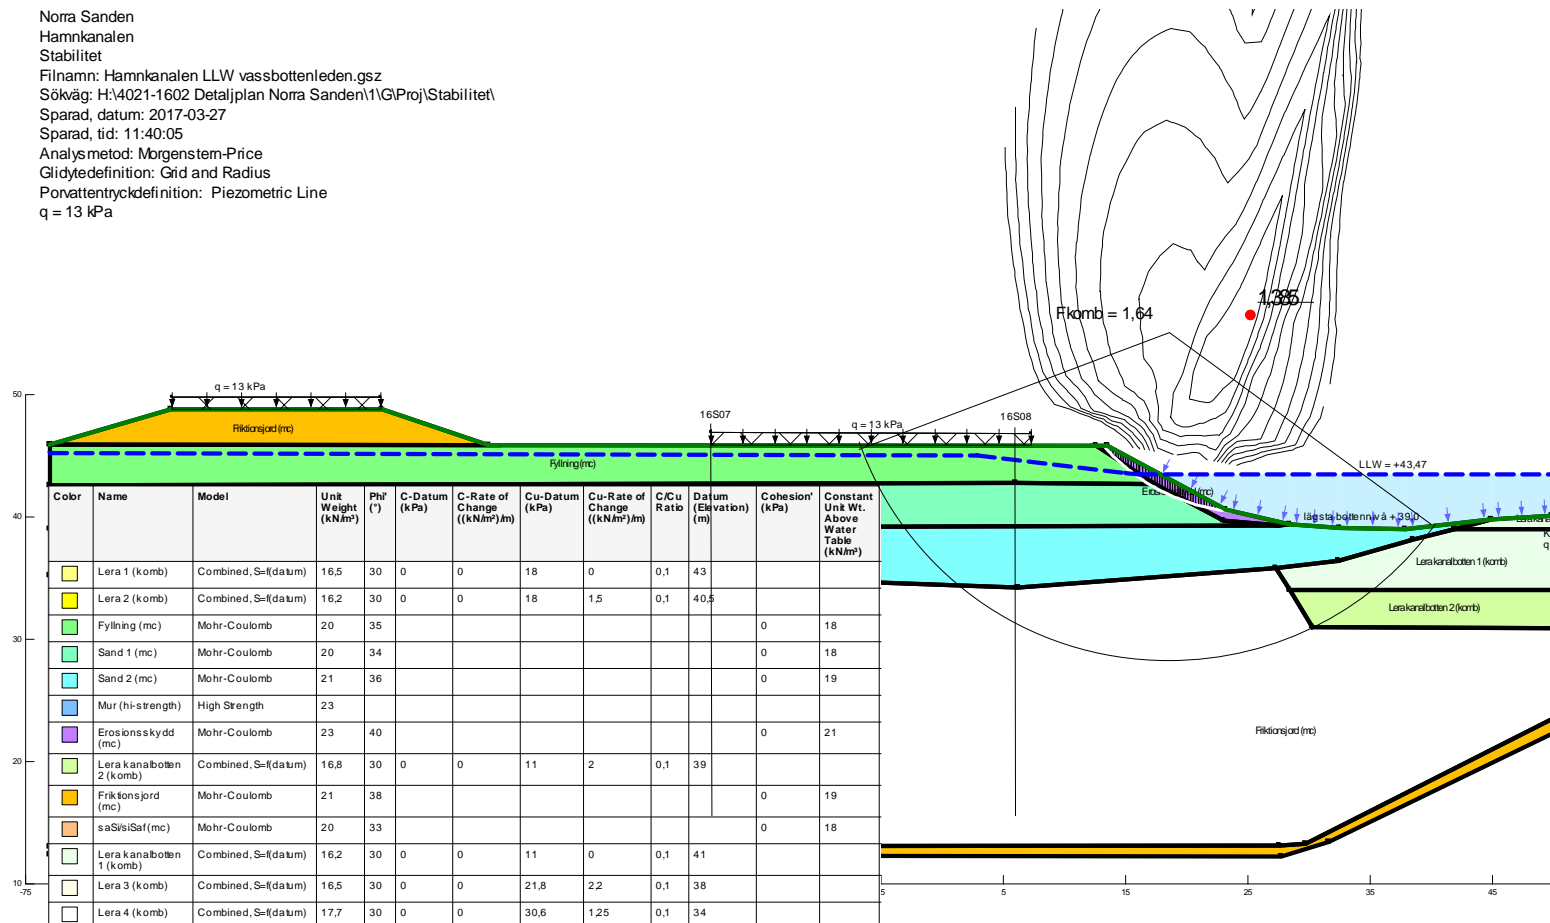 Norra Sanden
Hamnkanalen
Stabilitet
Filnamn: Hamnkanalen LLW vassbottenleden.gsz
Sökväg: H:\4021-1602 Detaljplan Norra Sanden\1\G\Proj\Stabilitet\
Sparad, datum: 2017-03-27
Sparad, tid: 11:40:05
Analysmetod: Morgenstern-Price
Glidytedefinition: Grid and Radius
Porvattentryckdefinition: Piezometric Line
q = 13 kPa
Fkomb = 1,64
50
q = 13 kPa
Friktionsjord (mc)
16S07
q = 13 kPa
16S08
Fyllning (mc)
LLW = +43,47
lägsta bottennivå +39,0
Lera kanalbotten 1 (komb)
Lera kanalbotten 2 (komb)
Friktionsjord (mc)
40
30
20
10
-75
5
5
15
25
35
45
Color Name Model Unit Weight (kN/m³) Phi' (°) C-Datum (kPa) C-Rate of Change ((kN/m²)/m) Cu-Datum (kPa) Cu-Rate of Change ((kN/m²)/m) C/Cu Ratio Datum (Elevation) (m) Cohesion' (kPa) Constant Unit Wt. Above Water Table (kN/m³)
Lera 1 (komb) Combined, S=f(datum) 16,5 30 0 0 18 0 0,1 43
Lera 2 (komb) Combined, S=f(datum) 16,2 30 0 0 18 1,5 0,1 40,5
Fyllning (mc) Mohr-Coulomb 20 35 0 18
Sand 1 (mc) Mohr-Coulomb 20 34 0 18
Sand 2 (mc) Mohr-Coulomb 21 36 0 19
Mur (hi-strength) High Strength 23
Erosionsskydd (mc) Mohr-Coulomb 23 40 0 21
Lera kanalbotten 2 (komb) Combined, S=f(datum) 16,8 30 0 0 11 2 0,1 39
Friktionsjord (mc) Mohr-Coulomb 21 38 0 19
saSi/siSaf (mc) Mohr-Coulomb 20 33 0 18
Lera kanalbotten 1 (komb) Combined, S=f(datum) 16,2 30 0 0 11 0 0,1 41
Lera 3 (komb) Combined, S=f(datum) 16,5 30 0 0 21,8 2,2 0,1 38
Lera 4 (komb) Combined, S=f(datum) 17,7 30 0 0 30,6 1,25 0,1 34